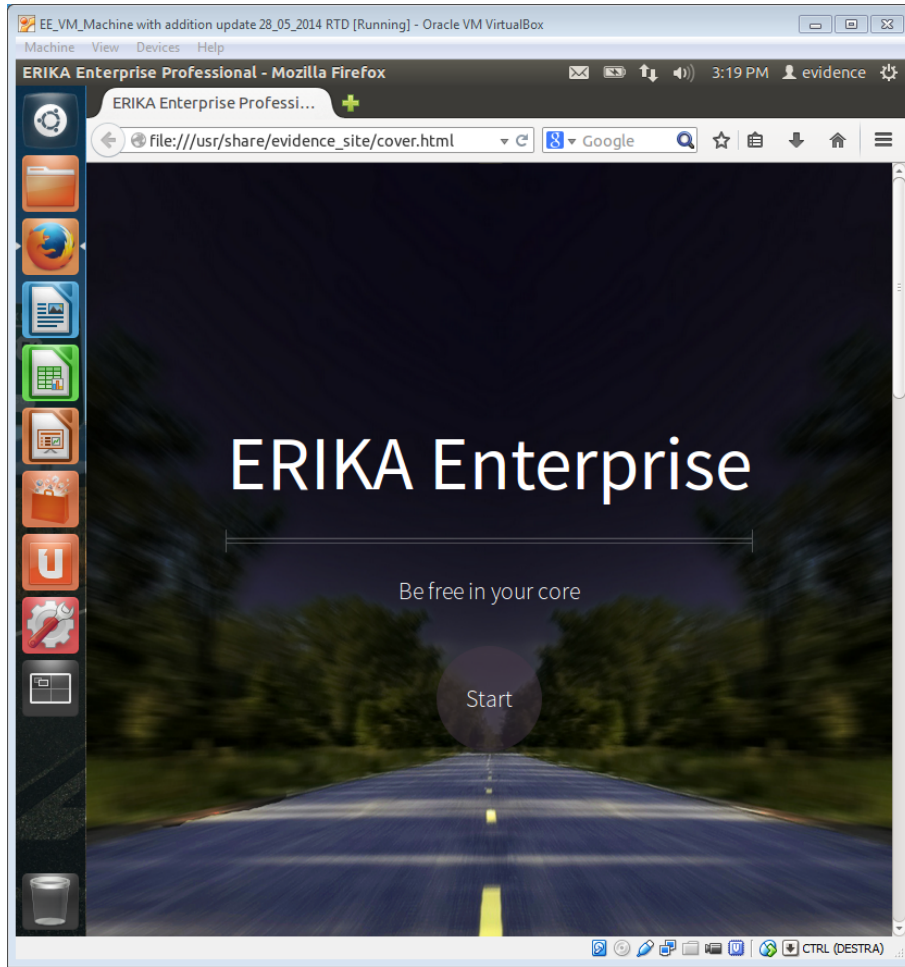 EE_VM_Machine with addition update 28_05_2014 RTD [Running] - Oracle VM VirtualBox
Machine View Devices Help
ERIKA Enterprise Professional - Mozilla Firefox 3:19 PM evidence
ERIKA Enterprise Professi...
file:///usr/share/evidence_site/cover.html 8 Google
ERIKA Enterprise
Be free in your core
Start
CTRL (DESTRA)